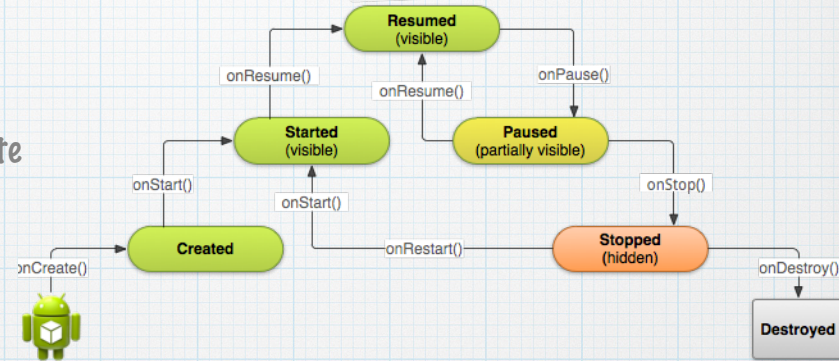 Resumed
(visible)
onResume()
onPause()
onResume()
Started
(visible)
Paused
(partially visible)
te
onStart()
onStart()
onStop()
Created
onRestart()
Stopped
(hidden)
onCreate()
onDestroy()
Destroyed